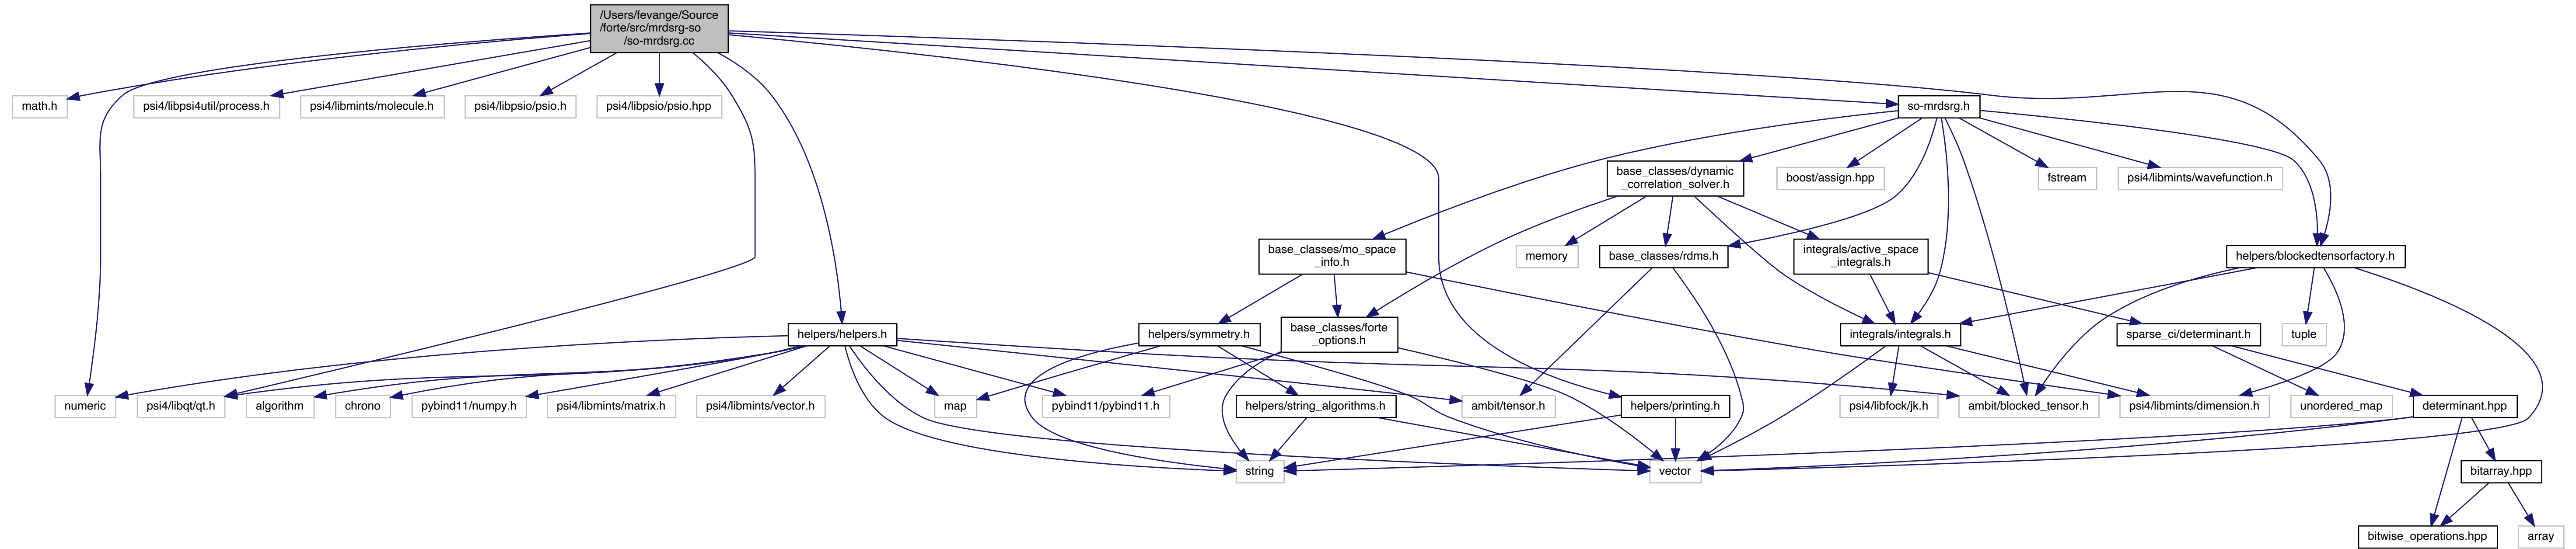 /Users/fevange/Source
/forte/src/mrdsrg-so
/so-mrdsrg.cc
math.h
psi4/libpsi4util/process.h
psi4/libmints/molecule.h
psi4/libpsio/psio.h
psi4/libpsio/psio.hpp
so-mrdsrg.h
base_classes/dynamic
_correlation_solver.h
boost/assign.hpp
fstream
psi4/libmints/wavefunction.h
base_classes/mo_space
_info.h
memory
base_classes/rdms.h
integrals/active_space
_integrals.h
helpers/blockedtensorfactory.h
helpers/helpers.h
helpers/symmetry.h
base_classes/forte
_options.h
integrals/integrals.h
sparse_ci/determinant.h
tuple
numeric
psi4/libqt/qt.h
algorithm
chrono
pybind11/numpy.h
psi4/libmints/matrix.h
psi4/libmints/vector.h
map
pybind11/pybind11.h
helpers/string_algorithms.h
ambit/tensor.h
helpers/printing.h
psi4/libfock/jk.h
ambit/blocked_tensor.h
psi4/libmints/dimension.h
unordered_map
determinant.hpp
string
vector
bitarray.hpp
bitwise_operations.hpp
array